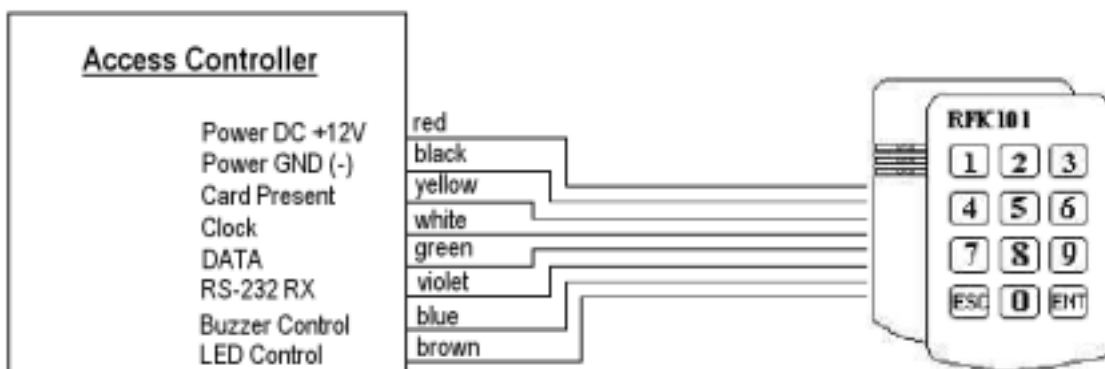 Access Controller
Power DC +12V
red
Power GND (-)
black
Card Present
yellow
Clock
white
DATA
green
RS-232 RX
violet
Buzzer Control
blue
LED Control
brown
RFK101
1 2 3
4 5 6
7 8 9
ESC 0 ENT